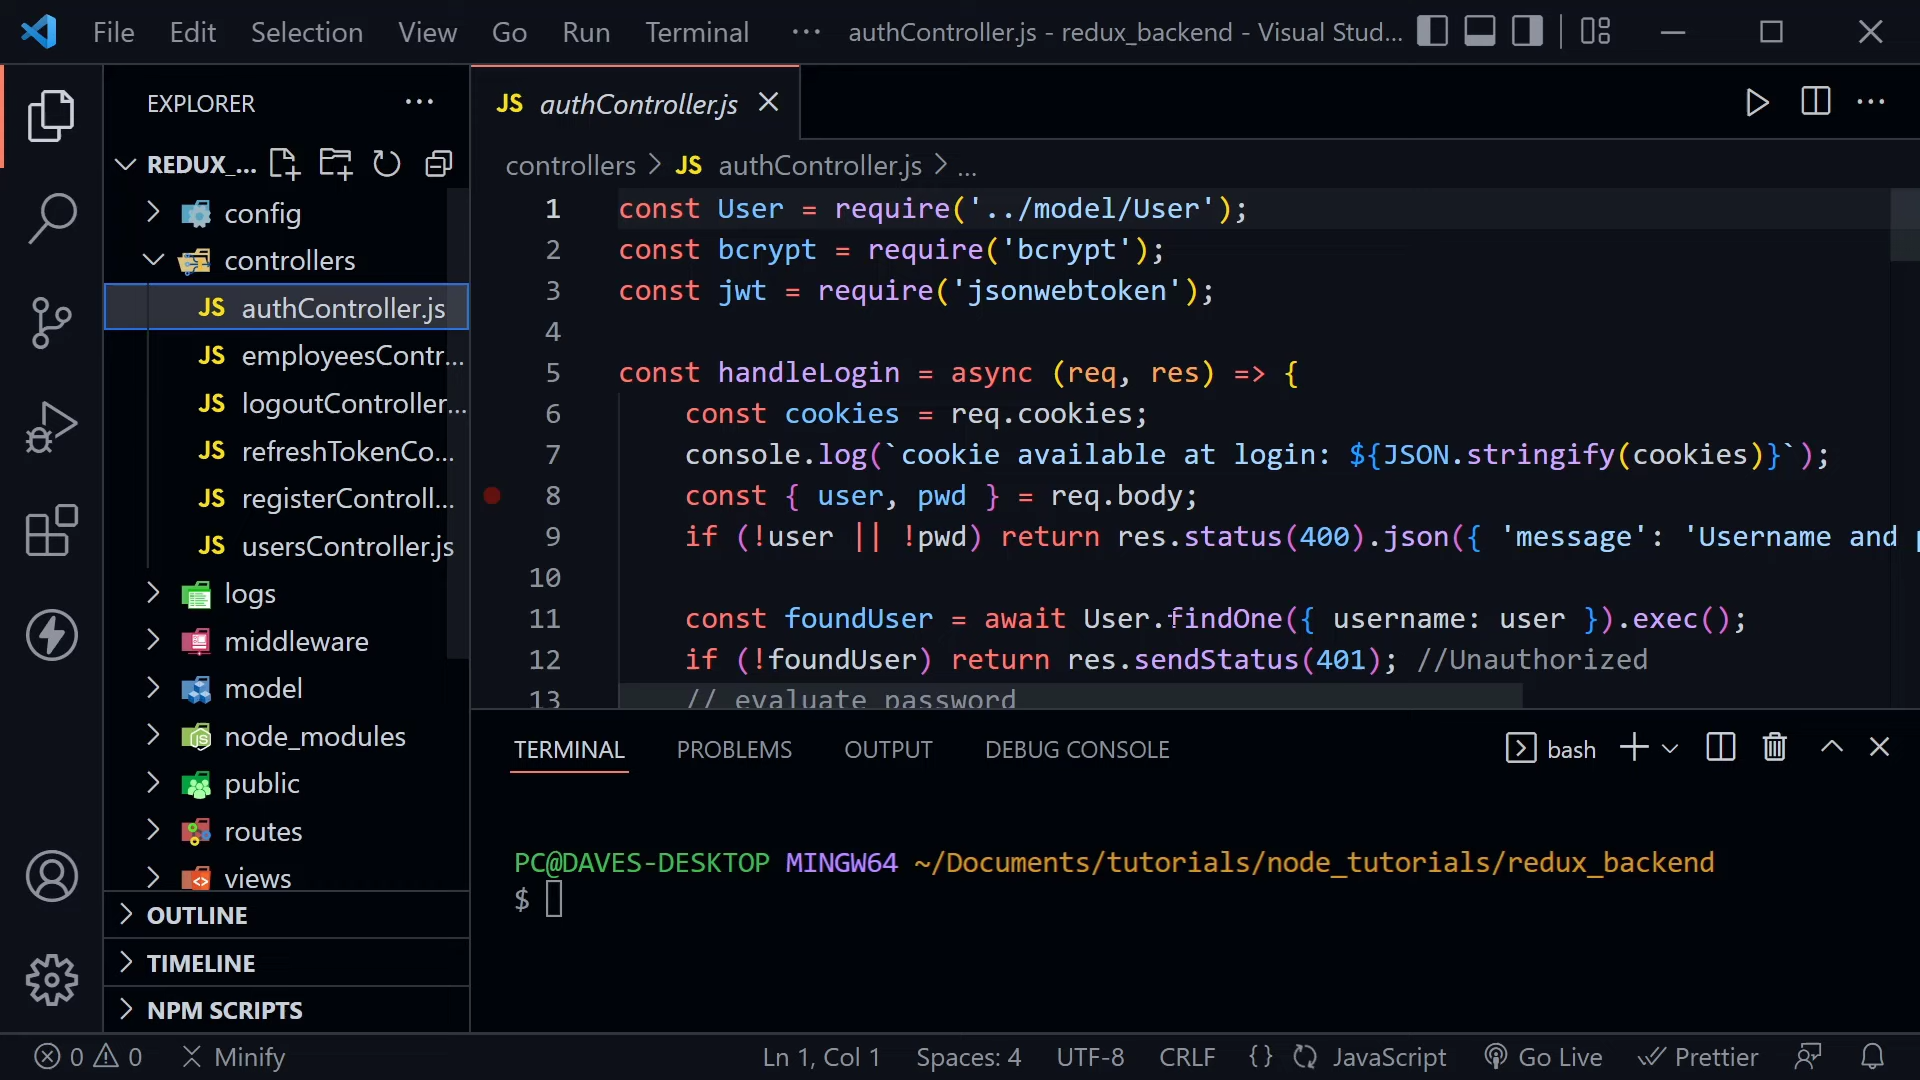 File Edit Selection View Go Run Terminal ··· authController.js - redux_backend - Visual Stud...
EXPLORER ···
REDUX_...
config
controllers
JS authController.js
JS employeesContr...
JS logoutController...
JS refreshTokenCo...
JS registerControll...
JS usersController.js
logs
middleware
model
node_modules
public
routes
views
OUTLINE
TIMELINE
NPM SCRIPTS
JS authController.js
controllers > JS authController.js > ...
1 const User = require('../model/User');
2 const bcrypt = require('bcrypt');
3 const jwt = require('jsonwebtoken');
4
5 const handleLogin = async (req, res) => {
6 const cookies = req.cookies;
7 console.log(`cookie available at login: ${JSON.stringify(cookies)}`);
8 const { user, pwd } = req.body;
9 if (!user || !pwd) return res.status(400).json({ 'message': 'Username and
10
11 const foundUser = await User.findOne({ username: user }).exec();
12 if (!foundUser) return res.sendStatus(401); //Unauthorized
13 // evaluate password
TERMINAL PROBLEMS OUTPUT DEBUG CONSOLE bash
PC@DAVES-DESKTOP MINGW64 ~/Documents/tutorials/node_tutorials/redux_backend
$
0 0 Minify Ln 1, Col 1 Spaces: 4 UTF-8 CRLF {} JavaScript Go Live Prettier